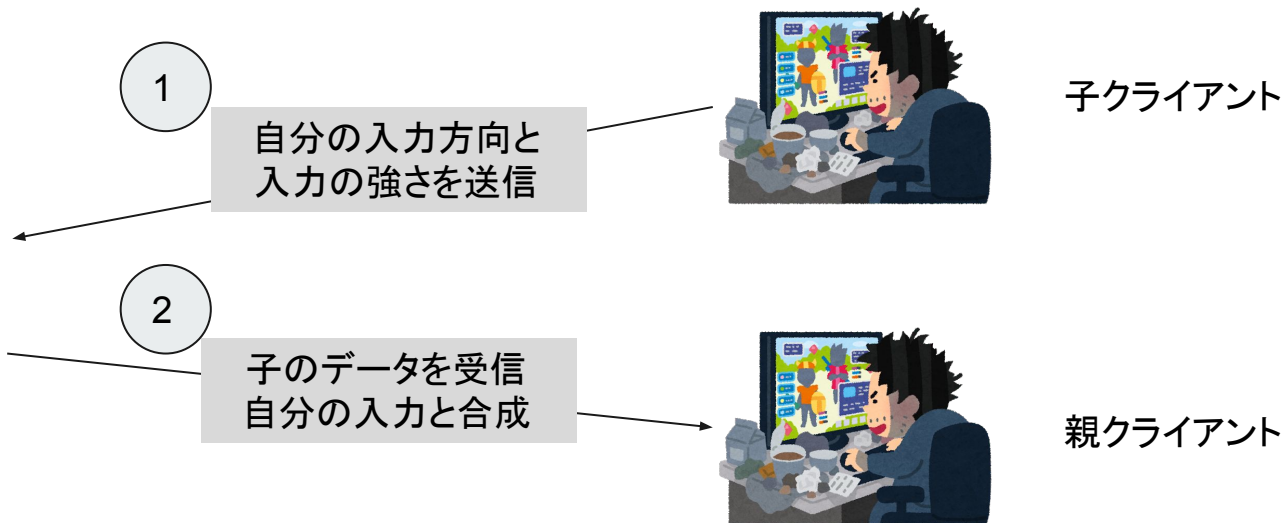 1
自分の入力方向と
入力の強さを送信
子クライアント
2
子のデータを受信
自分の入力と合成
親クライアント